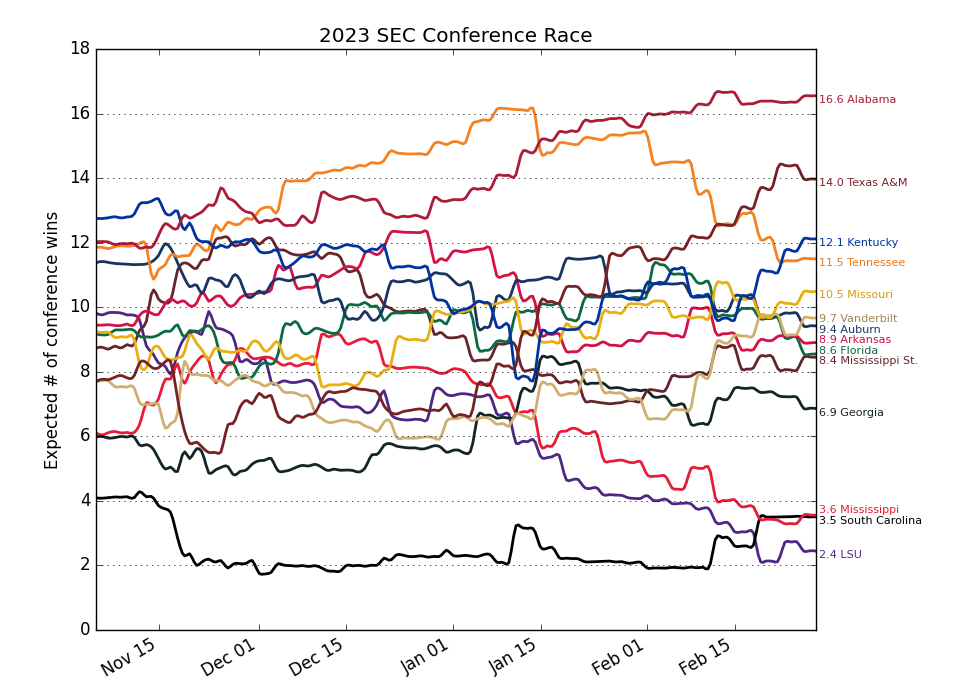 2023 SEC Conference Race
Expected # of conference wins
18
16
14
12
10
8
6
4
2
0
Nov 15
Dec 01
Dec 15
Jan 01
Jan 15
Feb 01
Feb 15
16.6 Alabama
14.0 Texas A&M
12.1 Kentucky
11.5 Tennessee
10.5 Missouri
9.7 Vanderbilt
9.4 Auburn
8.9 Arkansas
8.6 Florida
8.4 Mississippi St.
6.9 Georgia
3.6 Mississippi
3.5 South Carolina
2.4 LSU